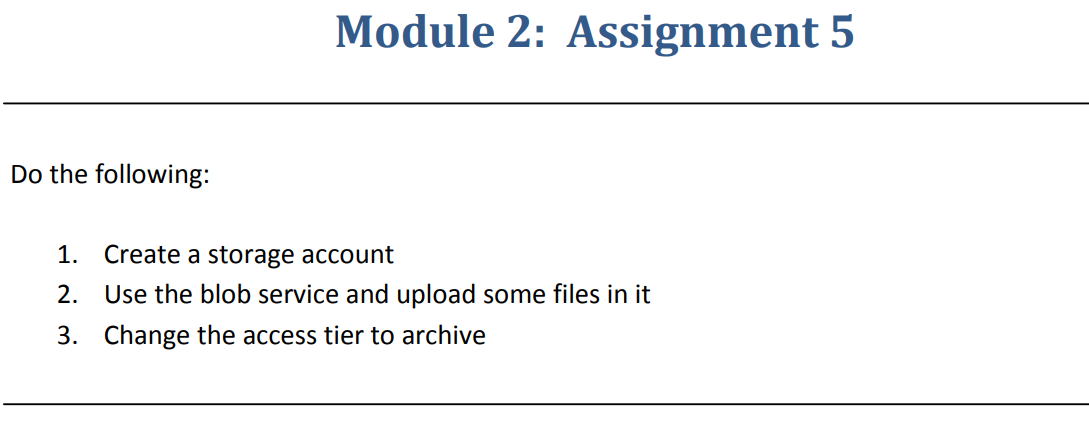 Module 2:  Assignment 5
Do the following:
1. Create a storage account
2. Use the blob service and upload some files in it
3. Change the access tier to archive